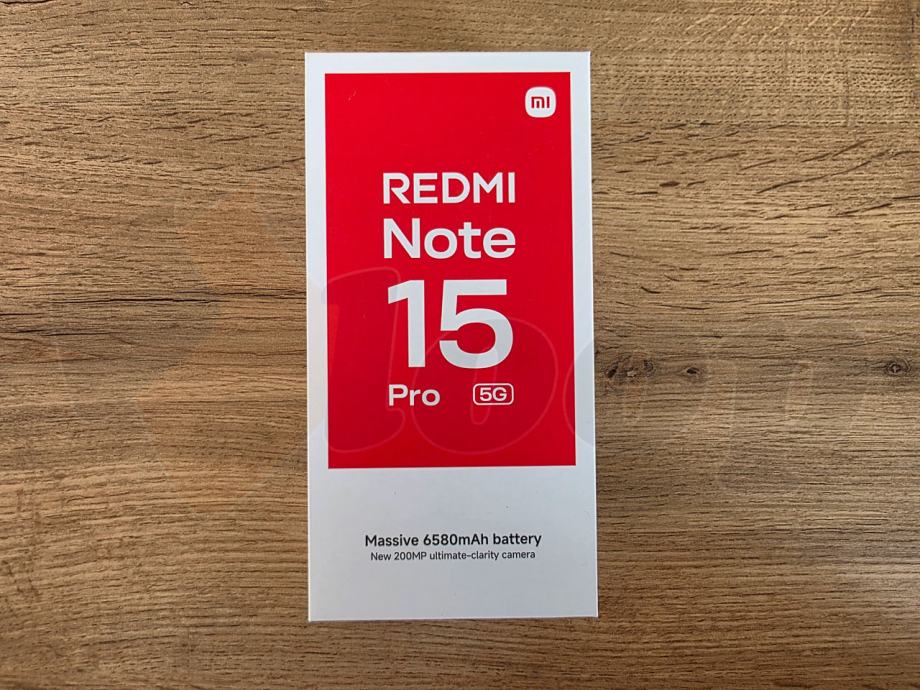 mi
REDMI
Note
15
Pro 5G
Massive 6580mAh battery
New 200MP ultimate-clarity camera